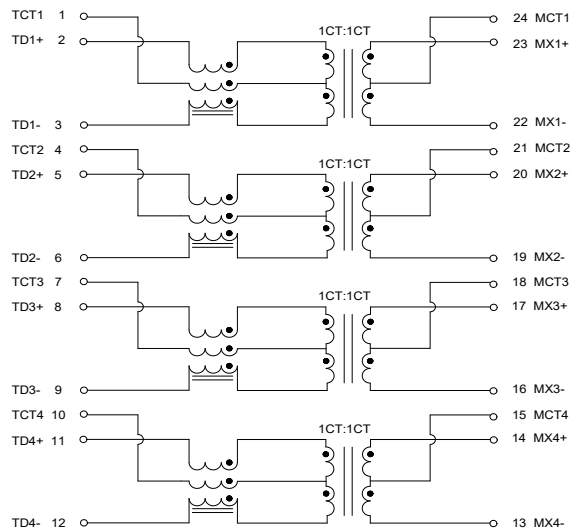 TCT1 1 24 MCT1
TD1+ 2 1CT:1CT 23 MX1+
TD1- 3 22 MX1-
TCT2 4 21 MCT2
TD2+ 5 1CT:1CT 20 MX2+
TD2- 6 19 MX2-
TCT3 7 18 MCT3
TD3+ 8 1CT:1CT 17 MX3+
TD3- 9 16 MX3-
TCT4 10 15 MCT4
TD4+ 11 1CT:1CT 14 MX4+
TD4- 12 13 MX4-